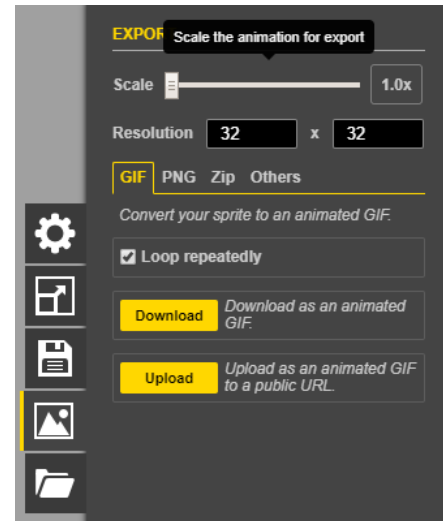 EXPOR
Scale the animation for export
Scale 1.0x
Resolution 32 x 32
GIF PNG Zip Others
Convert your sprite to an animated GIF.
Loop repeatedly
Download
Download as an animated
GIF.
Upload
Upload as an animated GIF
to a public URL.